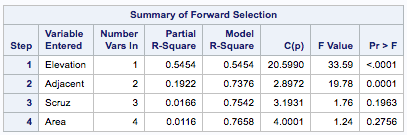 Summary of Forward Selection
Step Variable Entered Number Vars In Partial R-Square Model R-Square C(p) F Value Pr > F
1 Elevation 1 0.5454 0.5454 20.5990 33.59 <.0001
2 Adjacent 2 0.1922 0.7376 2.8972 19.78 0.0001
3 Scruz 3 0.0166 0.7542 3.1931 1.76 0.1963
4 Area 4 0.0116 0.7658 4.0001 1.24 0.2756